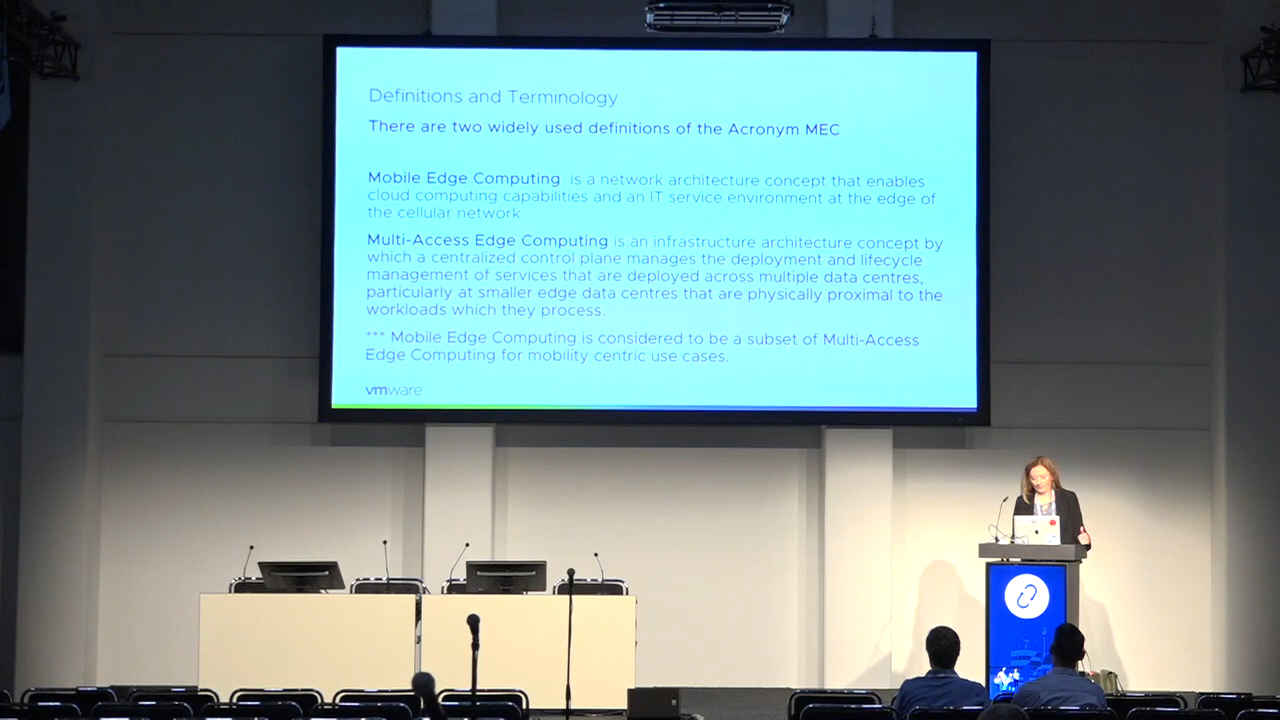 Definitions and Terminology
There are two widely used definitions of the Acronym MEC
Mobile Edge Computing is a network architecture concept that enables
cloud computing capabilities and an IT service environment at the edge of
the cellular network
Multi-Access Edge Computing is an infrastructure architecture concept by
which a centralized control plane manages the deployment and lifecycle
management of services that are deployed across multiple data centres,
particularly at smaller edge data centres that are physically proximal to the
workloads which they process.
*** Mobile Edge Computing is considered to be a subset of Multi-Access
Edge Computing for mobility centric use cases.
vmware